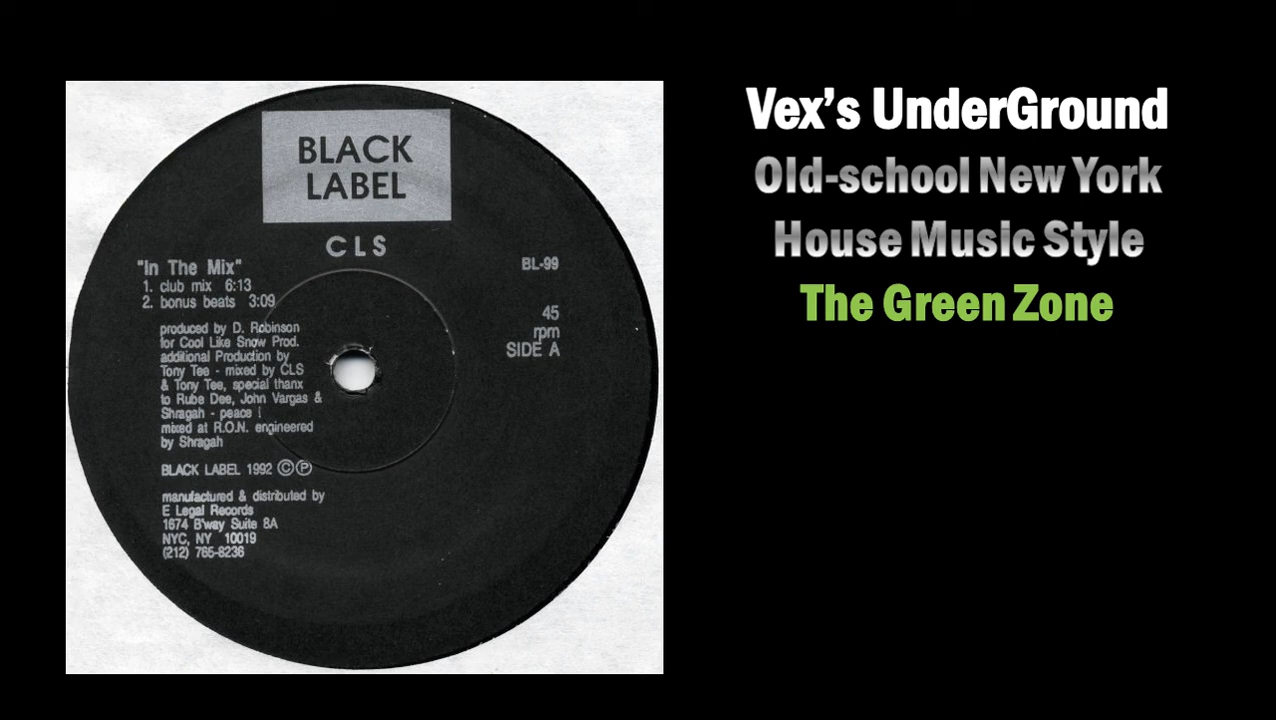 BLACK
LABEL
CLS
"In The Mix"
1. club mix 6:13
2. bonus beats 3:09
produced by D. Robinson
for Cool Like Snow Prod.
additional Production by
Tony Tee - mixed by CLS
& Tony Tee, special thanx
to Rube Dee, John Vargas &
Shragah - peace !
mixed at R.O.N. engineered
by Shragah
BLACK LABEL 1992 ©℗
manufactured & distributed by
E Legal Records
1674 B'way Suite 8A
NYC, NY 10019
(212) 765-8236
BL-99
45
rpm
SIDE A
Vex's UnderGround
Old-school New York
House Music Style
The Green Zone